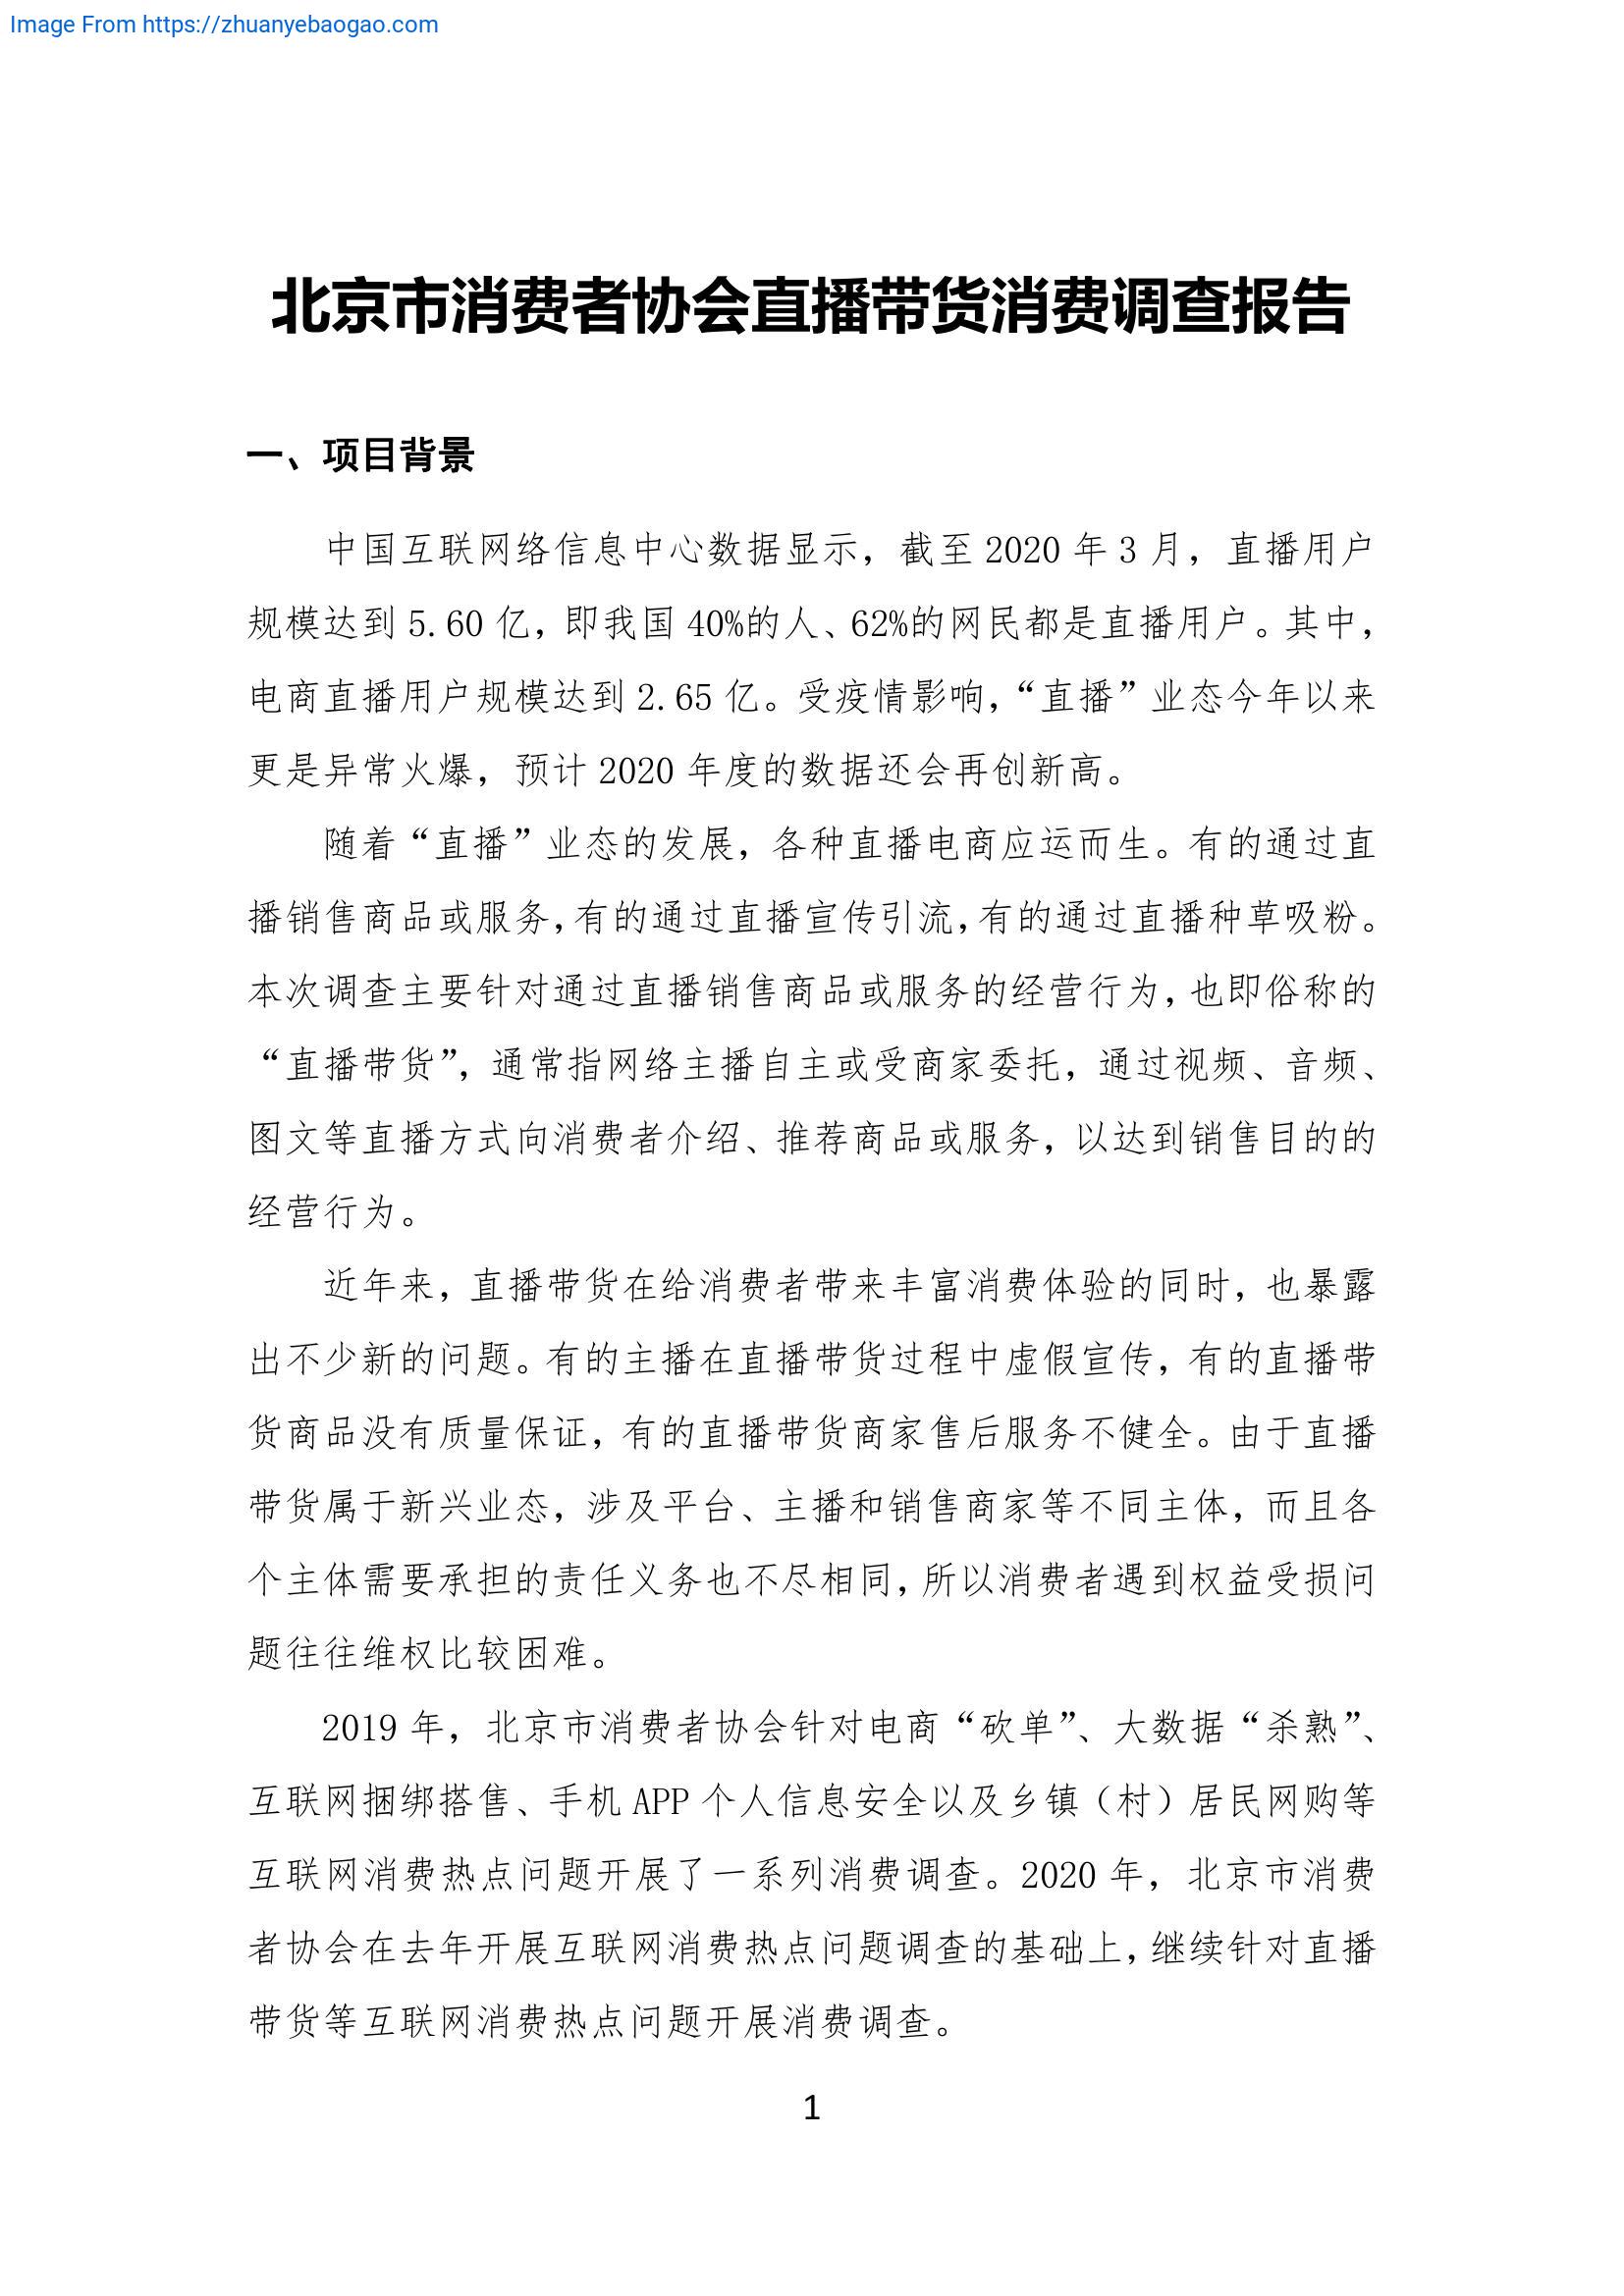 Image From https://zhuanyebaogao.com
北京市消费者协会直播带货消费调查报告
一、项目背景
中国互联网络信息中心数据显示，截至 2020 年 3 月，直播用户
规模达到 5.60 亿，即我国 40%的人、62%的网民都是直播用户。其中，
电商直播用户规模达到 2.65 亿。受疫情影响，“直播”业态今年以来
更是异常火爆，预计 2020 年度的数据还会再创新高。
随着“直播”业态的发展，各种直播电商应运而生。有的通过直
播销售商品或服务，有的通过直播宣传引流，有的通过直播种草吸粉。
本次调查主要针对通过直播销售商品或服务的经营行为，也即俗称的
“直播带货”，通常指网络主播自主或受商家委托，通过视频、音频、
图文等直播方式向消费者介绍、推荐商品或服务，以达到销售目的的
经营行为。
近年来，直播带货在给消费者带来丰富消费体验的同时，也暴露
出不少新的问题。有的主播在直播带货过程中虚假宣传，有的直播带
货商品没有质量保证，有的直播带货商家售后服务不健全。由于直播
带货属于新兴业态，涉及平台、主播和销售商家等不同主体，而且各
个主体需要承担的责任义务也不尽相同，所以消费者遇到权益受损问
题往往维权比较困难。
2019 年，北京市消费者协会针对电商“砍单”、大数据“杀熟”、
互联网捆绑搭售、手机 APP 个人信息安全以及乡镇（村）居民网购等
互联网消费热点问题开展了一系列消费调查。2020 年，北京市消费
者协会在去年开展互联网消费热点问题调查的基础上，继续针对直播
带货等互联网消费热点问题开展消费调查。
1